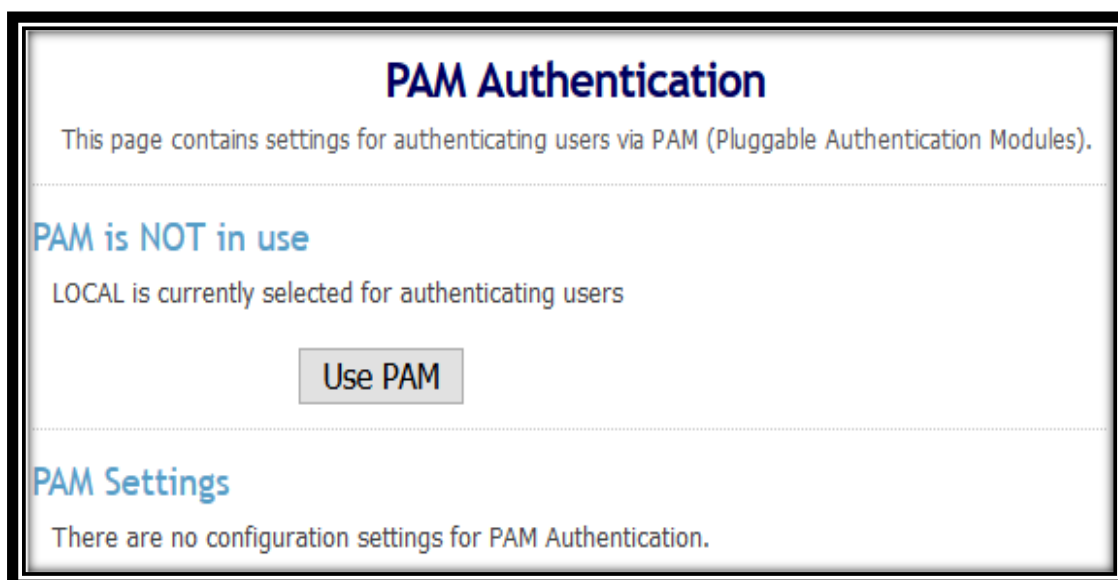 PAM Authentication
This page contains settings for authenticating users via PAM (Pluggable Authentication Modules).
PAM is NOT in use
LOCAL is currently selected for authenticating users
Use PAM
PAM Settings
There are no configuration settings for PAM Authentication.